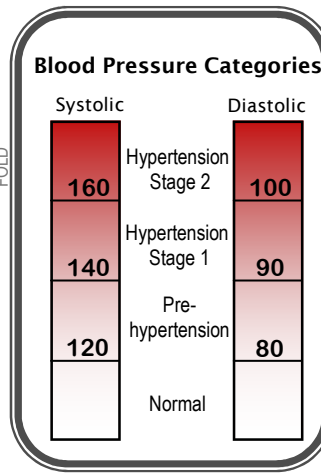 Blood Pressure Categories
Systolic
Diastolic
Hypertension
Stage 2
160
100
Hypertension
Stage 1
140
90
Pre-
hypertension
120
80
Normal
FOLD